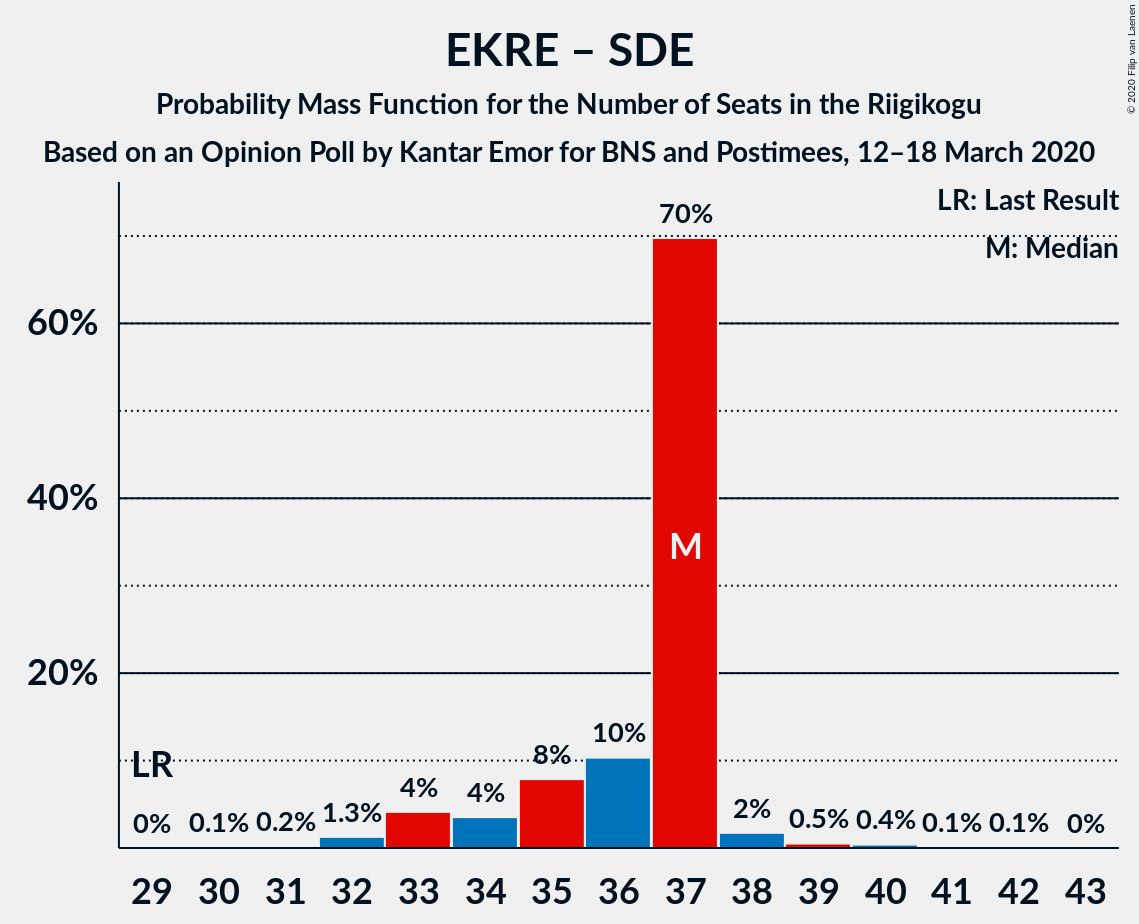 EKRE – SDE
Probability Mass Function for the Number of Seats in the Riigikogu
Based on an Opinion Poll by Kantar Emor for BNS and Postimees, 12–18 March 2020
© 2020 Filip van Laenen
LR: Last Result
M: Median
60%
40%
20%
70%
M
LR
0%
0.1%
0.2%
1.3%
4%
4%
8%
10%
2%
0.5%
0.4%
0.1%
0.1%
0%
29 30 31 32 33 34 35 36 37 38 39 40 41 42 43